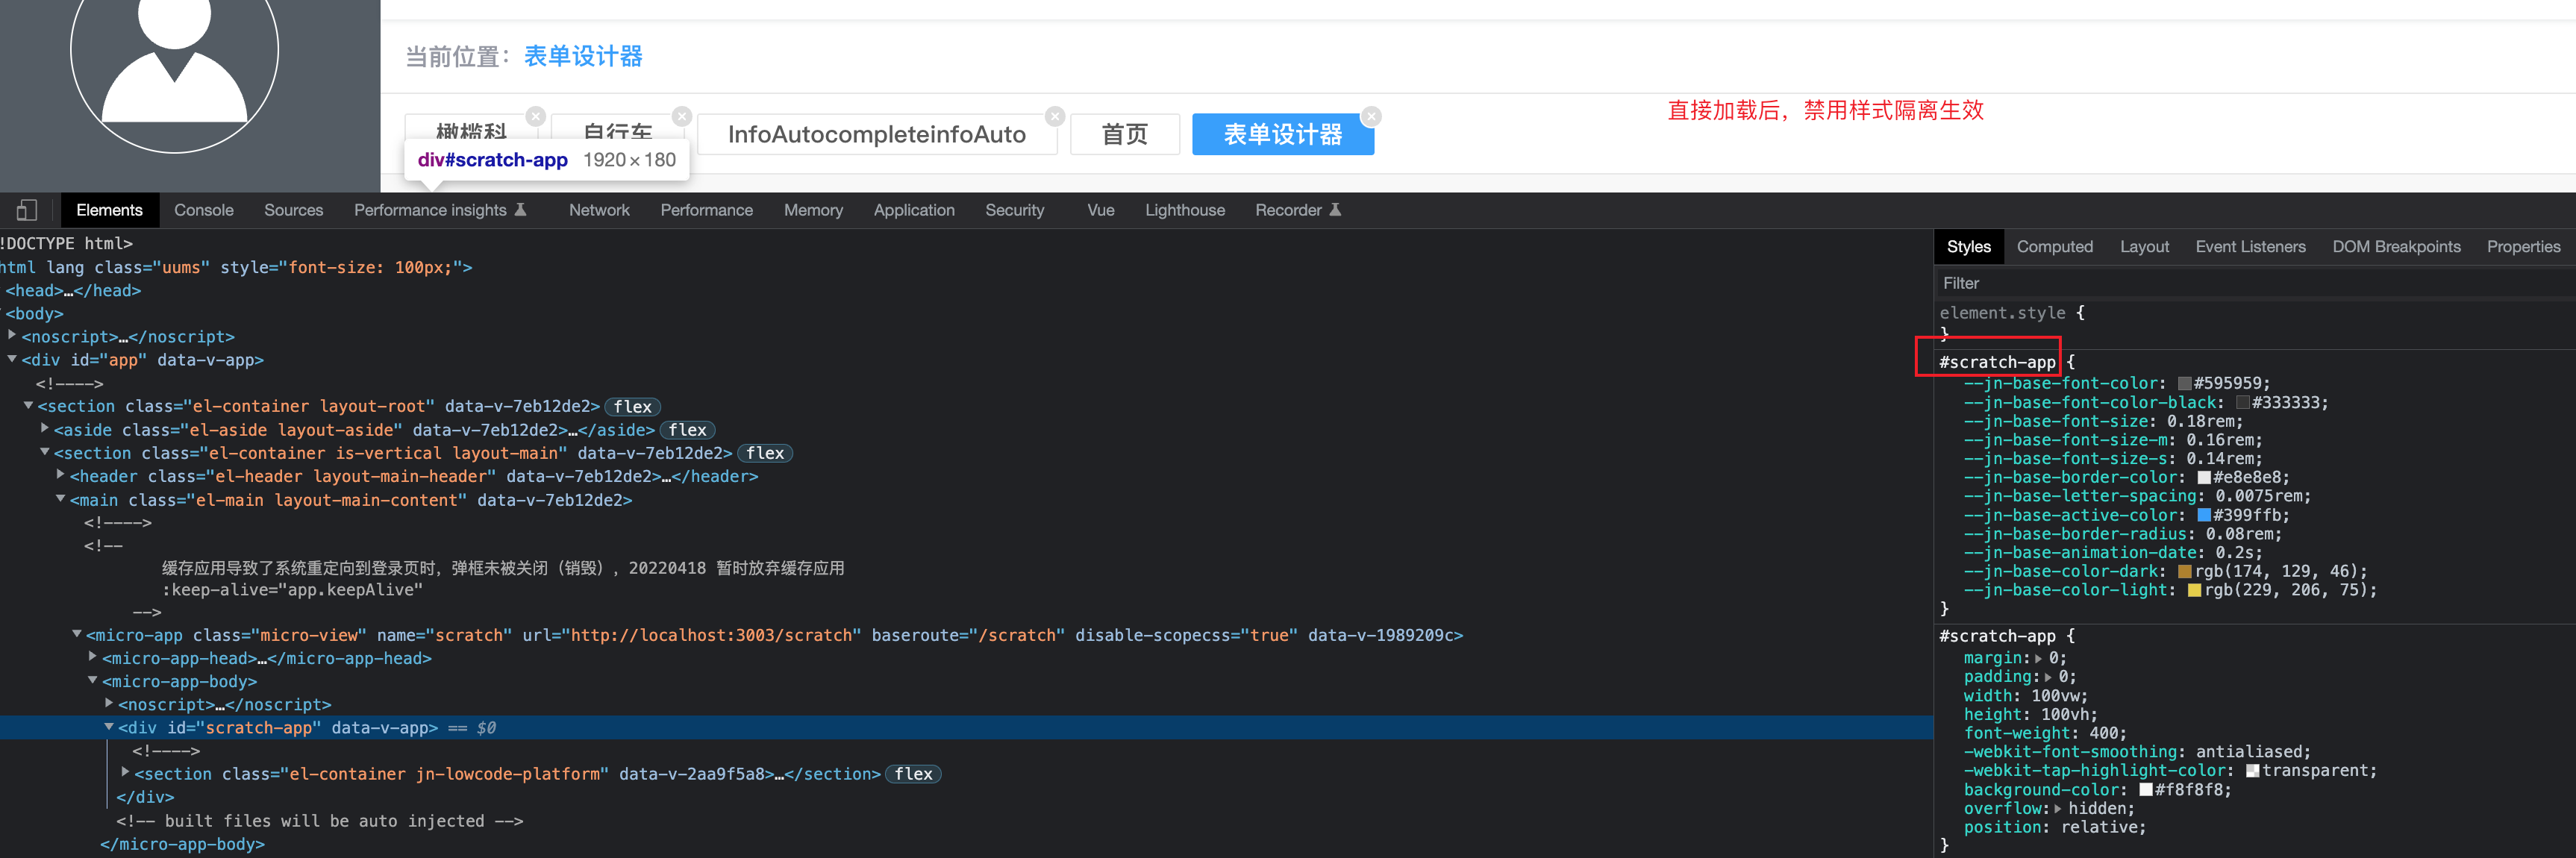 当前位置：表单设计器
直接加载后，禁用样式隔离生效
橄榄科 自行车 InfoAutocompleteinfoAuto 首页 表单设计器
div#scratch-app 1920×180
Elements Console Sources Performance insights Network Performance Memory Application Security Vue Lighthouse Recorder
!DOCTYPE html>
html lang class="uums" style="font-size: 100px;">
<head>…</head>
<body>
<noscript>…</noscript>
<div id="app" data-v-app>
<!---->
<section class="el-container layout-root" data-v-7eb12de2> flex
<aside class="el-aside layout-aside" data-v-7eb12de2>…</aside> flex
<section class="el-container is-vertical layout-main" data-v-7eb12de2> flex
<header class="el-header layout-main-header" data-v-7eb12de2>…</header>
<main class="el-main layout-main-content" data-v-7eb12de2>
<!---->
<!--
缓存应用导致了系统重定向到登录页时，弹框未被关闭（销毁），20220418 暂时放弃缓存应用
:keep-alive="app.keepAlive"
-->
<micro-app class="micro-view" name="scratch" url="http://localhost:3003/scratch" baseroute="/scratch" disable-scopecss="true" data-v-1989209c>
<micro-app-head>…</micro-app-head>
<micro-app-body>
<noscript>…</noscript>
<div id="scratch-app" data-v-app> == $0
<!---->
<section class="el-container jn-lowcode-platform" data-v-2aa9f5a8>…</section> flex
</div>
<!-- built files will be auto injected -->
</micro-app-body>
Styles Computed Layout Event Listeners DOM Breakpoints Properties
Filter
element.style {
}
#scratch-app {
--jn-base-font-color: #595959;
--jn-base-font-color-black: #333333;
--jn-base-font-size: 0.18rem;
--jn-base-font-size-m: 0.16rem;
--jn-base-font-size-s: 0.14rem;
--jn-base-border-color: #e8e8e8;
--jn-base-letter-spacing: 0.0075rem;
--jn-base-active-color: #399ffb;
--jn-base-border-radius: 0.08rem;
--jn-base-animation-date: 0.2s;
--jn-base-color-dark: rgb(174, 129, 46);
--jn-base-color-light: rgb(229, 206, 75);
}
#scratch-app {
margin: 0;
padding: 0;
width: 100vw;
height: 100vh;
font-weight: 400;
-webkit-font-smoothing: antialiased;
-webkit-tap-highlight-color: transparent;
background-color: #f8f8f8;
overflow: hidden;
position: relative;
}